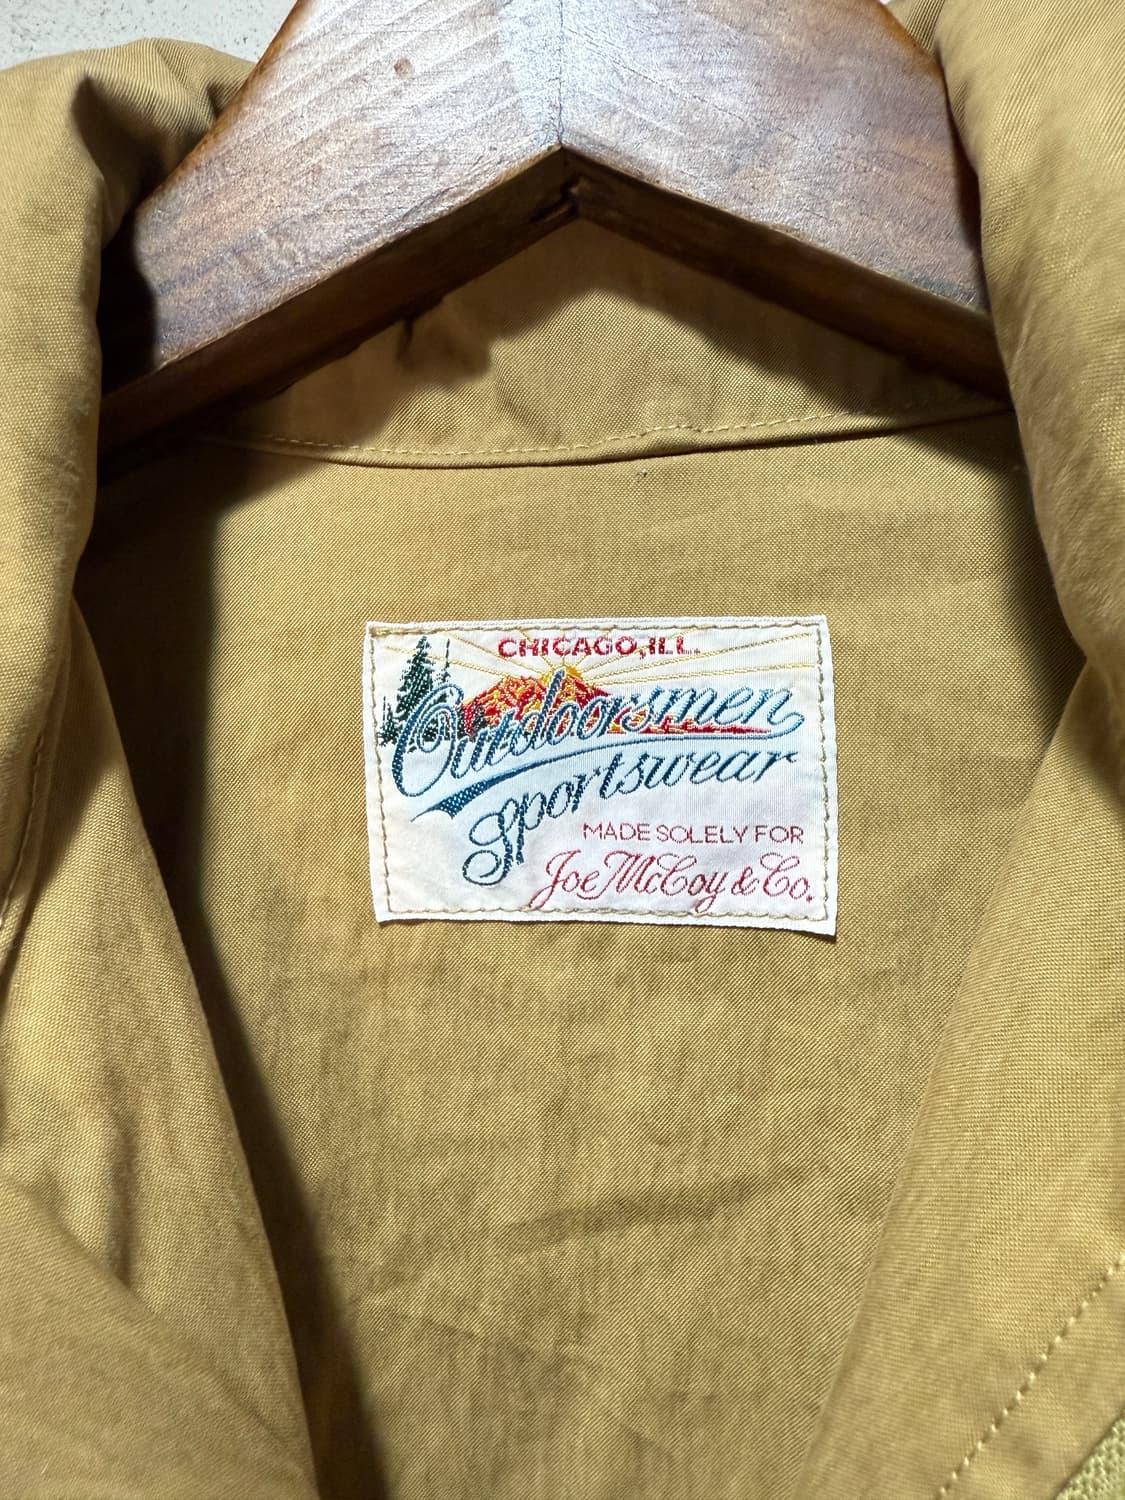 CHICAGO, ILL.
Outdoorsmen
Sportswear
MADE SOLELY FOR
Joe McCoy & Co.